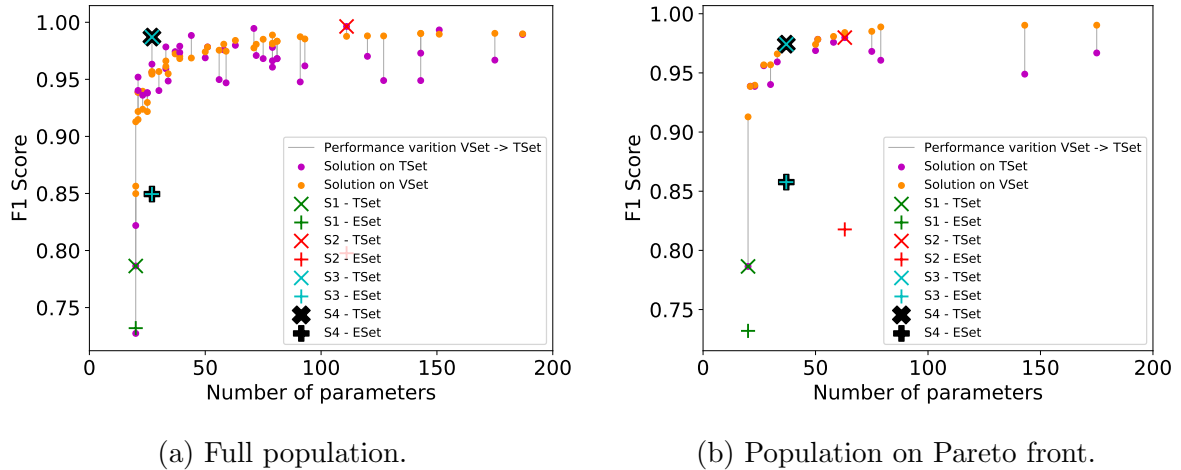 1.00
0.95
0.90
0.85
0.80
0.75
F1 Score
Performance varition VSet -> TSet
Solution on TSet
Solution on VSet
S1 - TSet
S1 - ESet
S2 - TSet
S2 - ESet
S3 - TSet
S3 - ESet
S4 - TSet
S4 - ESet
0 50 100 150 200
Number of parameters
(a) Full population.
1.00
0.95
0.90
0.85
0.80
0.75
F1 Score
Performance varition VSet -> TSet
Solution on TSet
Solution on VSet
S1 - TSet
S1 - ESet
S2 - TSet
S2 - ESet
S3 - TSet
S3 - ESet
S4 - TSet
S4 - ESet
0 50 100 150 200
Number of parameters
(b) Population on Pareto front.